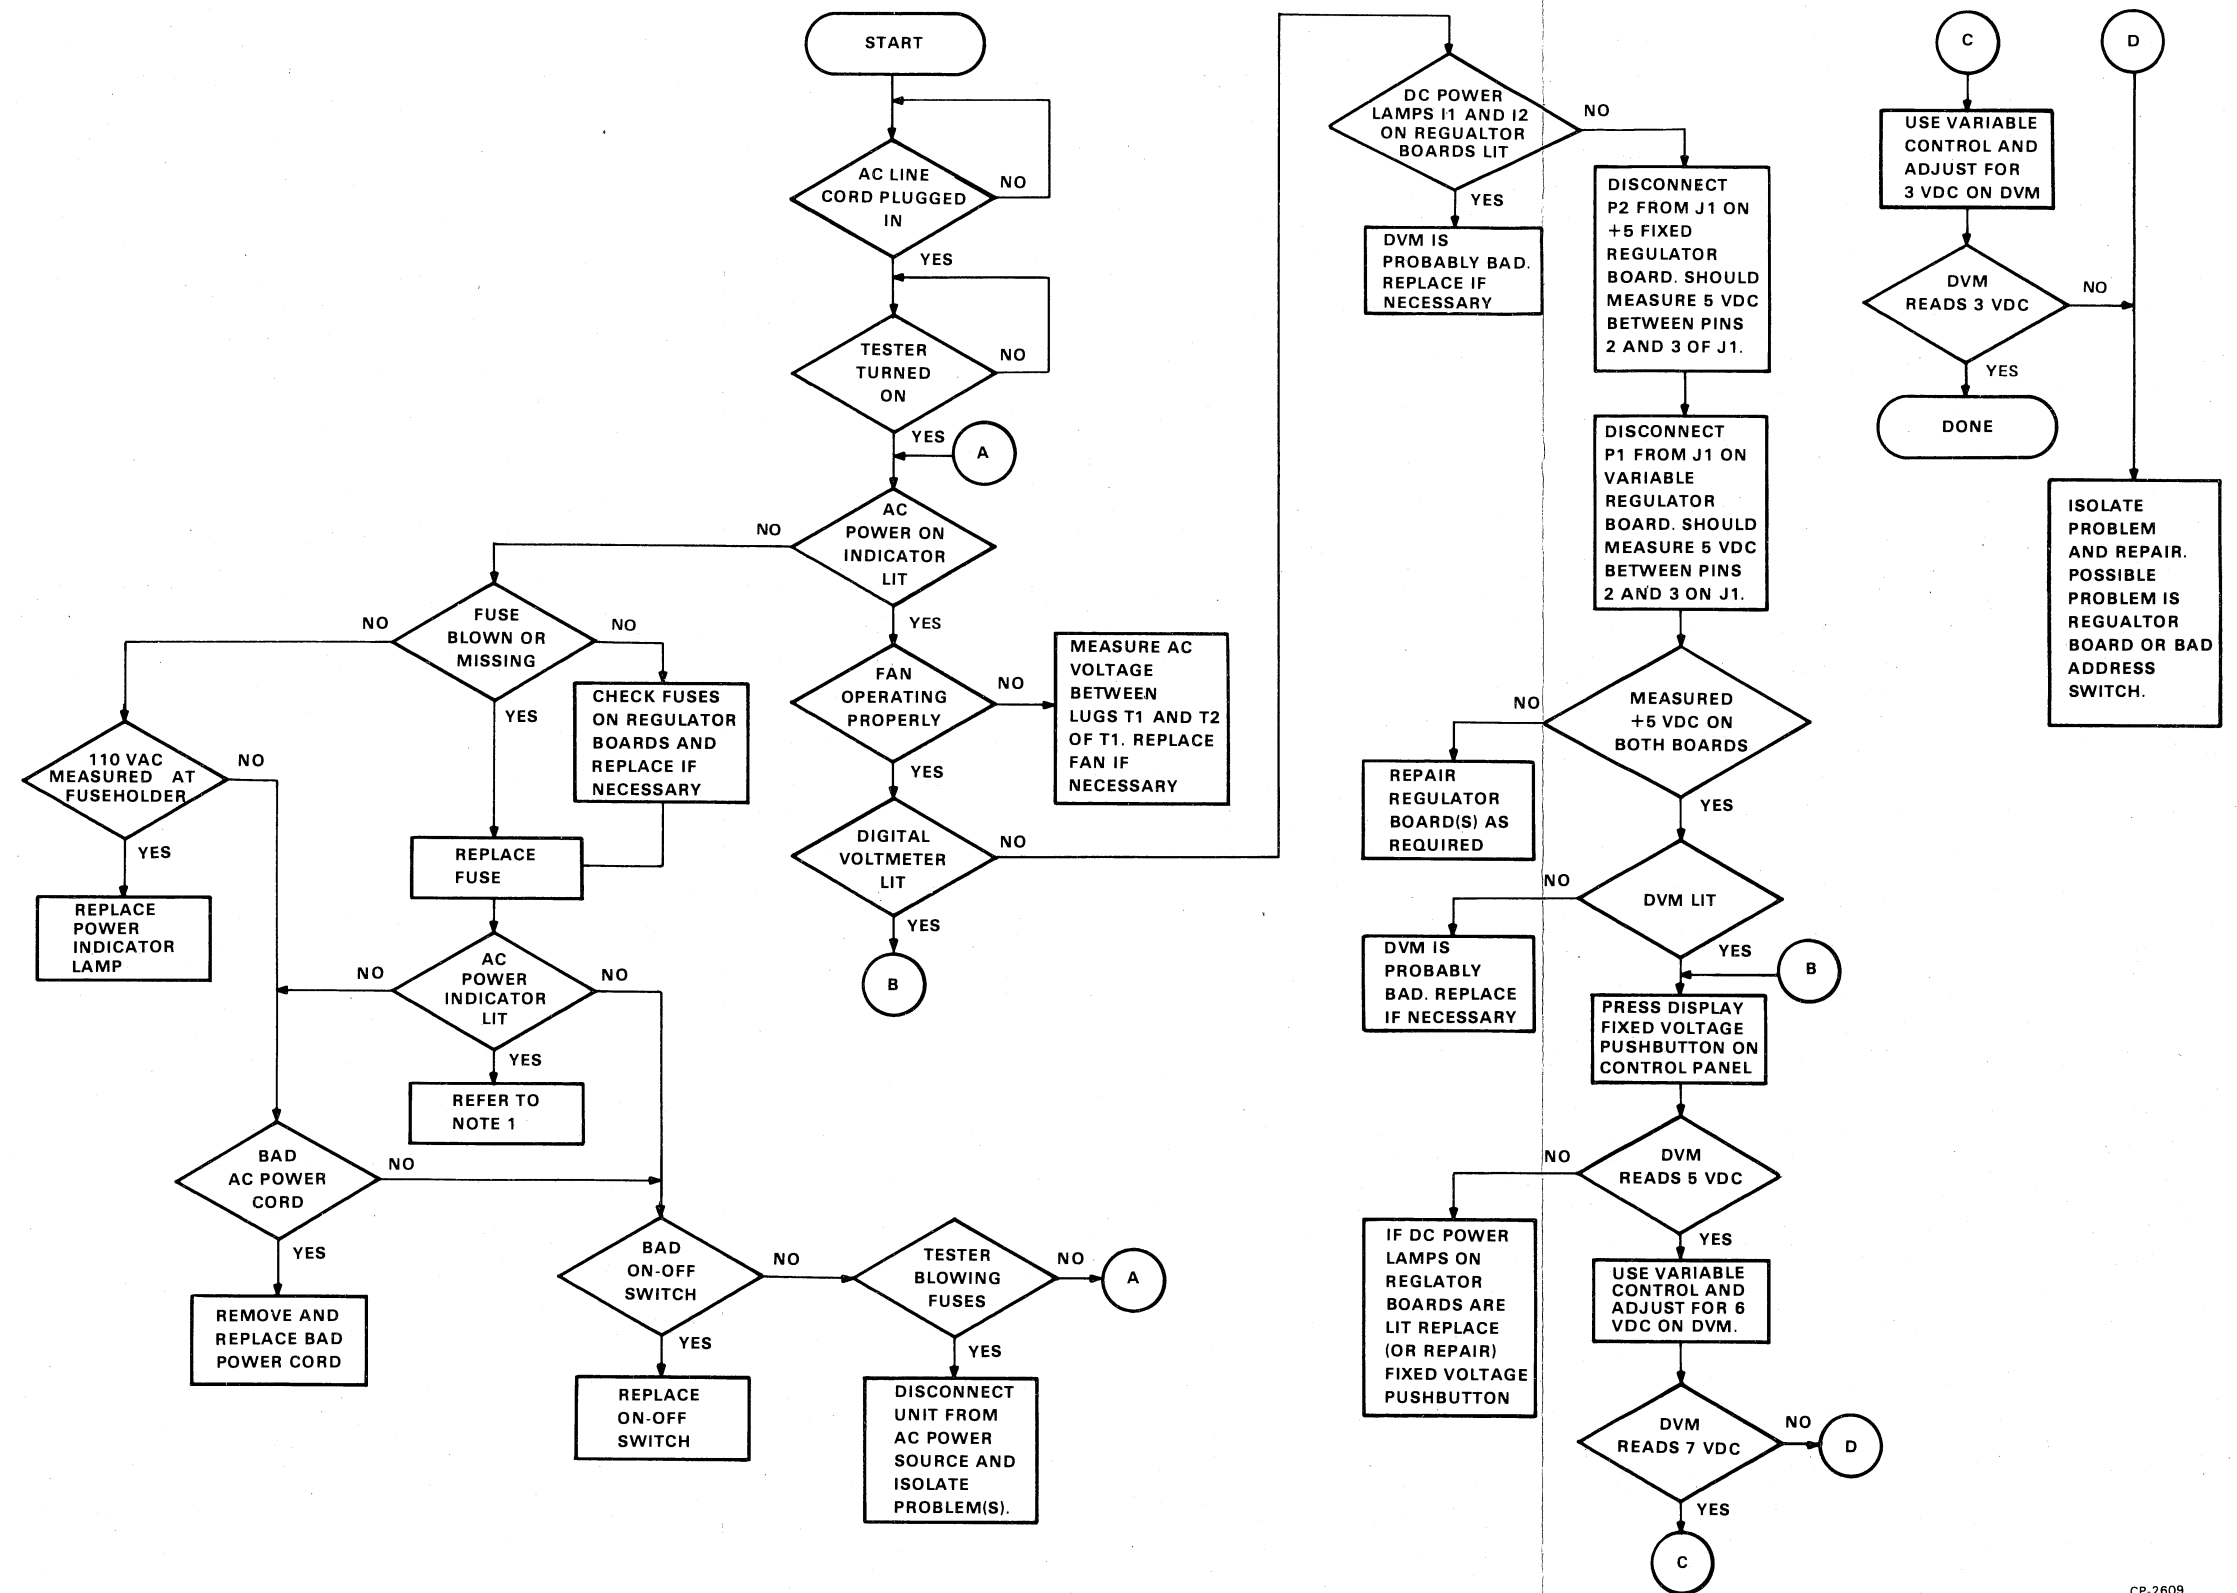 START
AC LINE
CORD PLUGGED
IN
NO
YES
TESTER
TURNED
ON
NO
YES
A
AC
POWER ON
INDICATOR
LIT
NO
YES
FUSE
BLOWN OR
MISSING
NO
NO
YES
CHECK FUSES
ON REGULATOR
BOARDS AND
REPLACE IF
NECESSARY
110 VAC
MEASURED AT
FUSEHOLDER
NO
YES
REPLACE
POWER
INDICATOR
LAMP
REPLACE
FUSE
AC
POWER
INDICATOR
LIT
NO
NO
YES
REFER TO
NOTE 1
BAD
AC POWER
CORD
NO
YES
REMOVE AND
REPLACE BAD
POWER CORD
BAD
ON-OFF
SWITCH
NO
YES
REPLACE
ON-OFF
SWITCH
TESTER
BLOWING
FUSES
NO
A
YES
DISCONNECT
UNIT FROM
AC POWER
SOURCE AND
ISOLATE
PROBLEM(S).
FAN
OPERATING
PROPERLY
NO
YES
MEASURE AC
VOLTAGE
BETWEEN
LUGS T1 AND T2
OF T1. REPLACE
FAN IF
NECESSARY
DIGITAL
VOLTMETER
LIT
NO
YES
B
DC POWER
LAMPS I1 AND I2
ON REGUALTOR
BOARDS LIT
NO
YES
DVM IS
PROBABLY BAD.
REPLACE IF
NECESSARY
DISCONNECT
P2 FROM J1 ON
+5 FIXED
REGULATOR
BOARD. SHOULD
MEASURE 5 VDC
BETWEEN PINS
2 AND 3 OF J1.
DISCONNECT
P1 FROM J1 ON
VARIABLE
REGULATOR
BOARD. SHOULD
MEASURE 5 VDC
BETWEEN PINS
2 AND 3 ON J1.
MEASURED
+5 VDC ON
BOTH BOARDS
NO
YES
REPAIR
REGULATOR
BOARD(S) AS
REQUIRED
DVM LIT
NO
YES
DVM IS
PROBABLY
BAD. REPLACE
IF NECESSARY
B
PRESS DISPLAY
FIXED VOLTAGE
PUSHBUTTON ON
CONTROL PANEL
DVM
READS 5 VDC
NO
YES
IF DC POWER
LAMPS ON
REGLATOR
BOARDS ARE
LIT REPLACE
(OR REPAIR)
FIXED VOLTAGE
PUSHBUTTON
USE VARIABLE
CONTROL AND
ADJUST FOR 6
VDC ON DVM.
DVM
READS 7 VDC
NO
D
YES
C
C
USE VARIABLE
CONTROL AND
ADJUST FOR
3 VDC ON DVM
DVM
READS 3 VDC
NO
YES
DONE
D
ISOLATE
PROBLEM
AND REPAIR.
POSSIBLE
PROBLEM IS
REGUALTOR
BOARD OR BAD
ADDRESS
SWITCH.
CP-2609